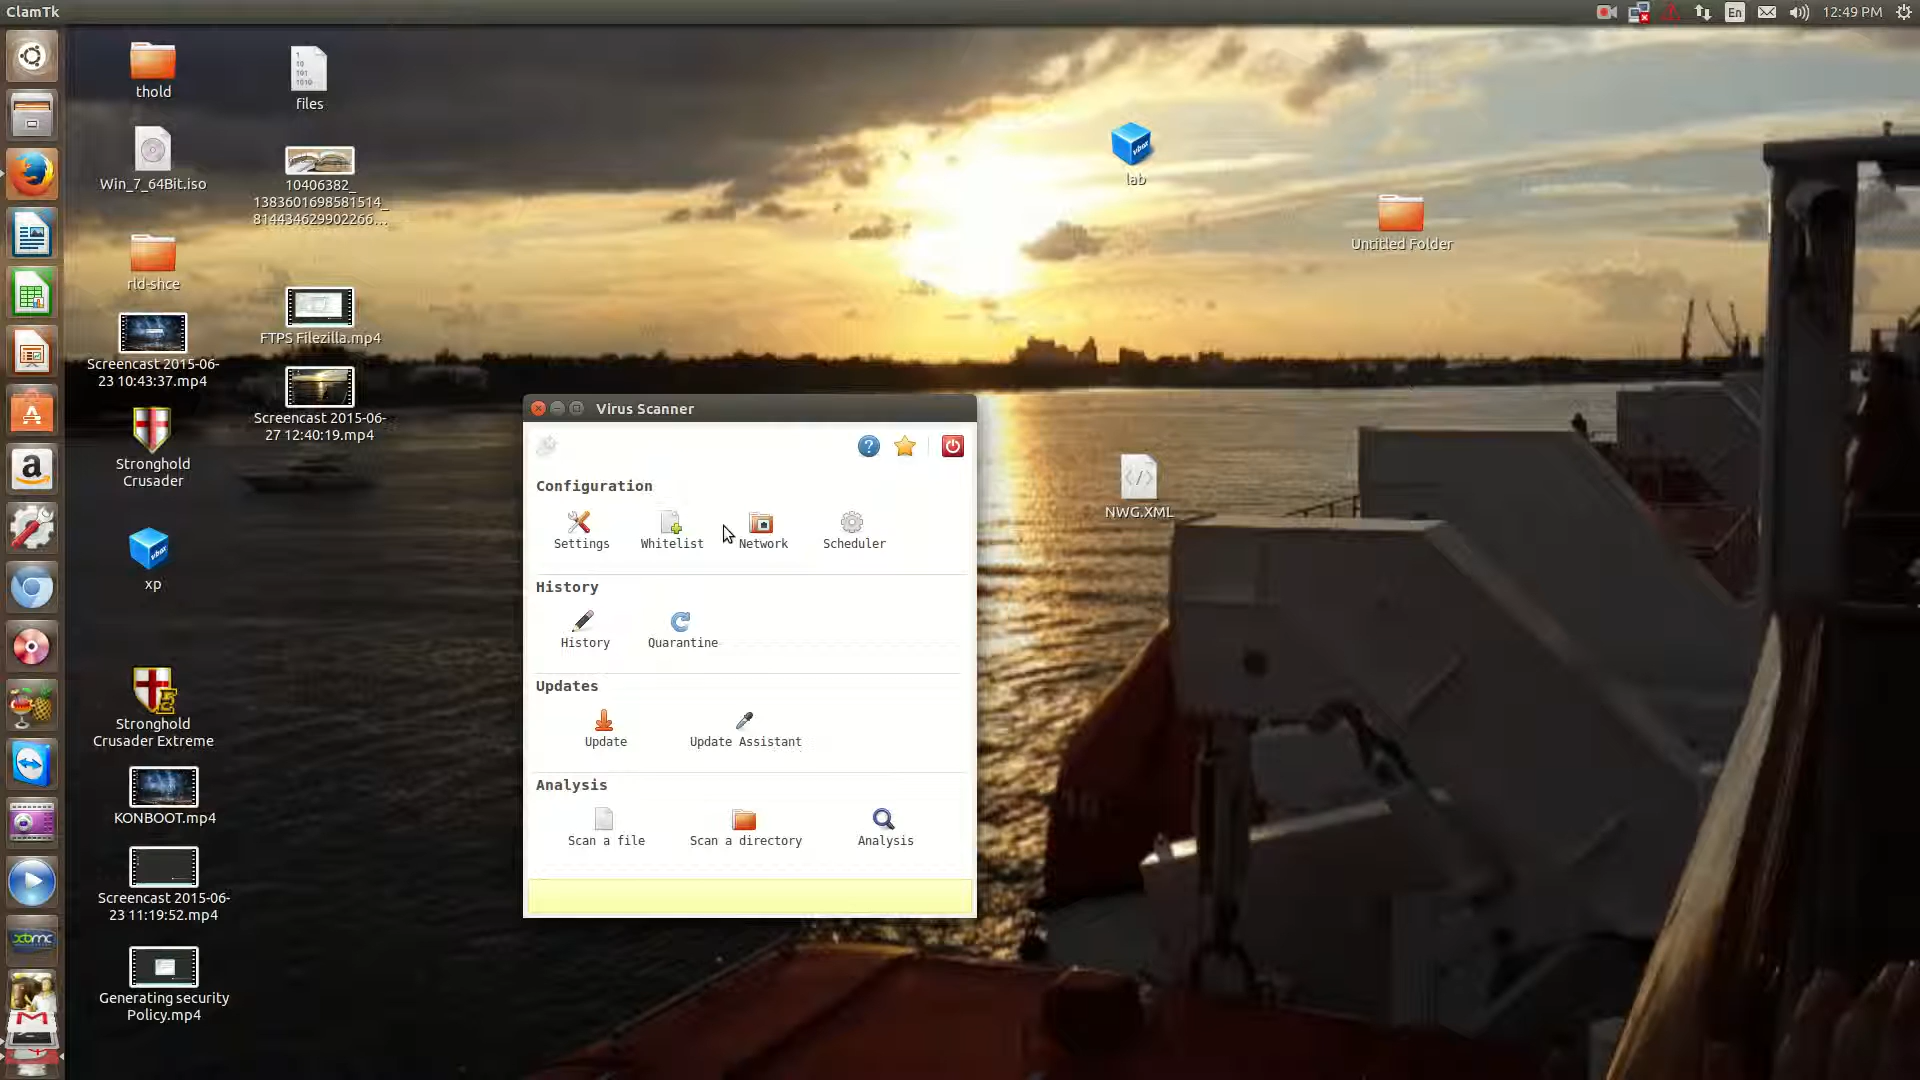 ClamTk
En
12:49 PM
thold
files
Win_7_64Bit.iso
10406382_
1383601698581514_
814434629902266...
rld-shce
FTPS Filezilla.mp4
Screencast 2015-06-
23 10:43:37.mp4
Screencast 2015-06-
27 12:40:19.mp4
Stronghold
Crusader
xp
Stronghold
Crusader Extreme
KONBOOT.mp4
Screencast 2015-06-
23 11:19:52.mp4
Generating security
Policy.mp4
vbox
lab
Untitled Folder
NWG.XML
Virus Scanner
Configuration
Settings
Whitelist
Network
Scheduler
History
History
Quarantine
Updates
Update
Update Assistant
Analysis
Scan a file
Scan a directory
Analysis
xbmc